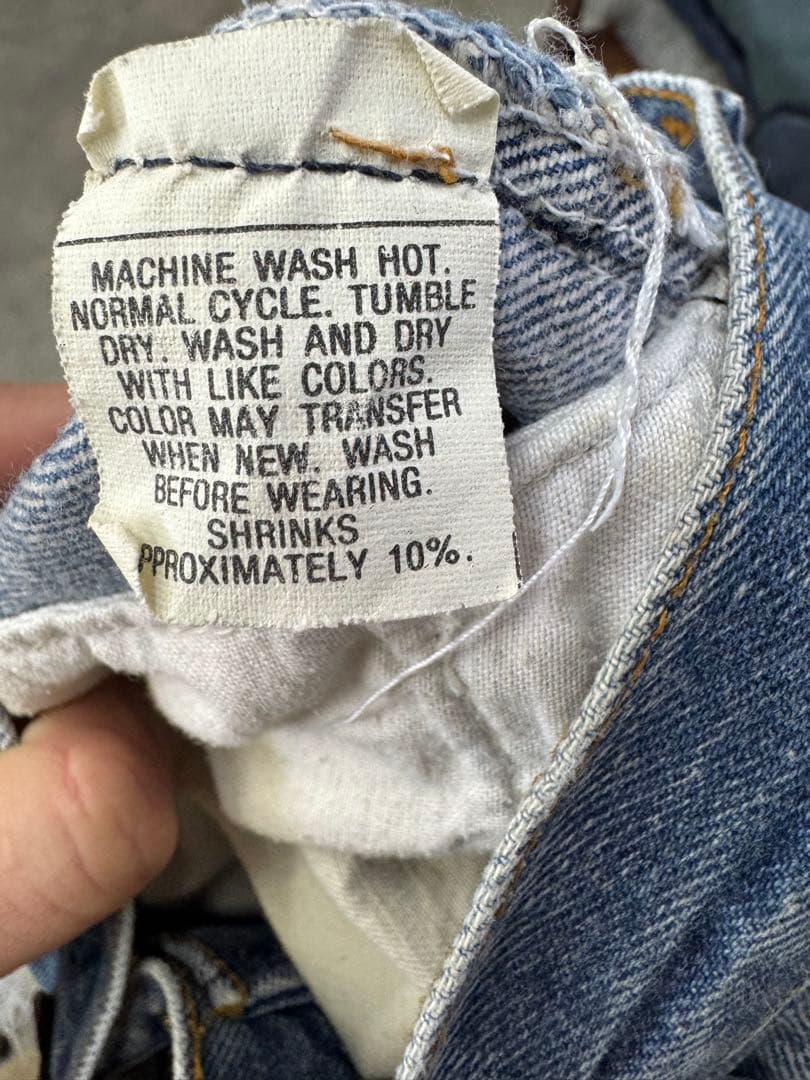 MACHINE WASH HOT.
NORMAL CYCLE. TUMBLE
DRY. WASH AND DRY
WITH LIKE COLORS.
COLOR MAY TRANSFER
WHEN NEW. WASH
BEFORE WEARING.
SHRINKS
PPROXIMATELY 10%.